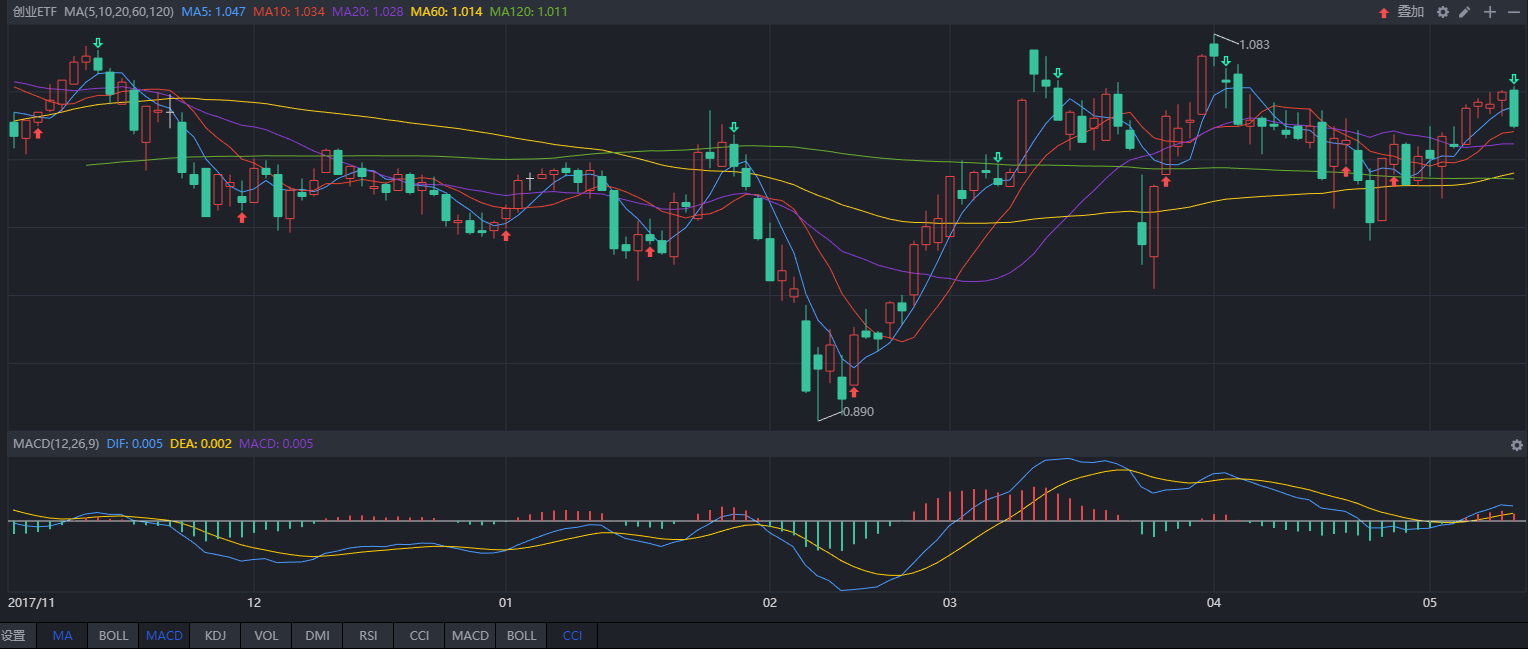 创业ETF MA(5,10,20,60,120) MA5: 1.047 MA10: 1.034 MA20: 1.028 MA60: 1.014 MA120: 1.011 叠加
1.083
0.890
MACD(12,26,9) DIF: 0.005 DEA: 0.002 MACD: 0.005
2017/11 12 01 02 03 04 05
设置 MA BOLL MACD KDJ VOL DMI RSI CCI MACD BOLL CCI